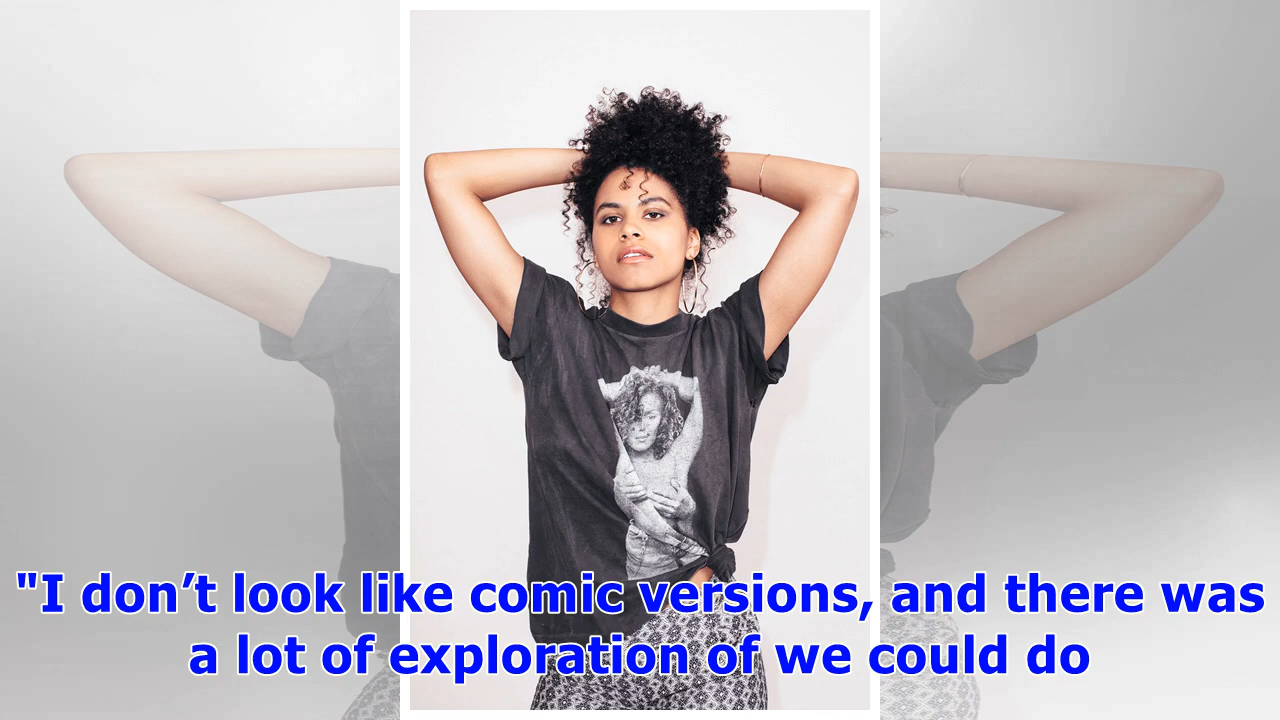 "I don’t look like comic versions, and there was
a lot of exploration of we could do